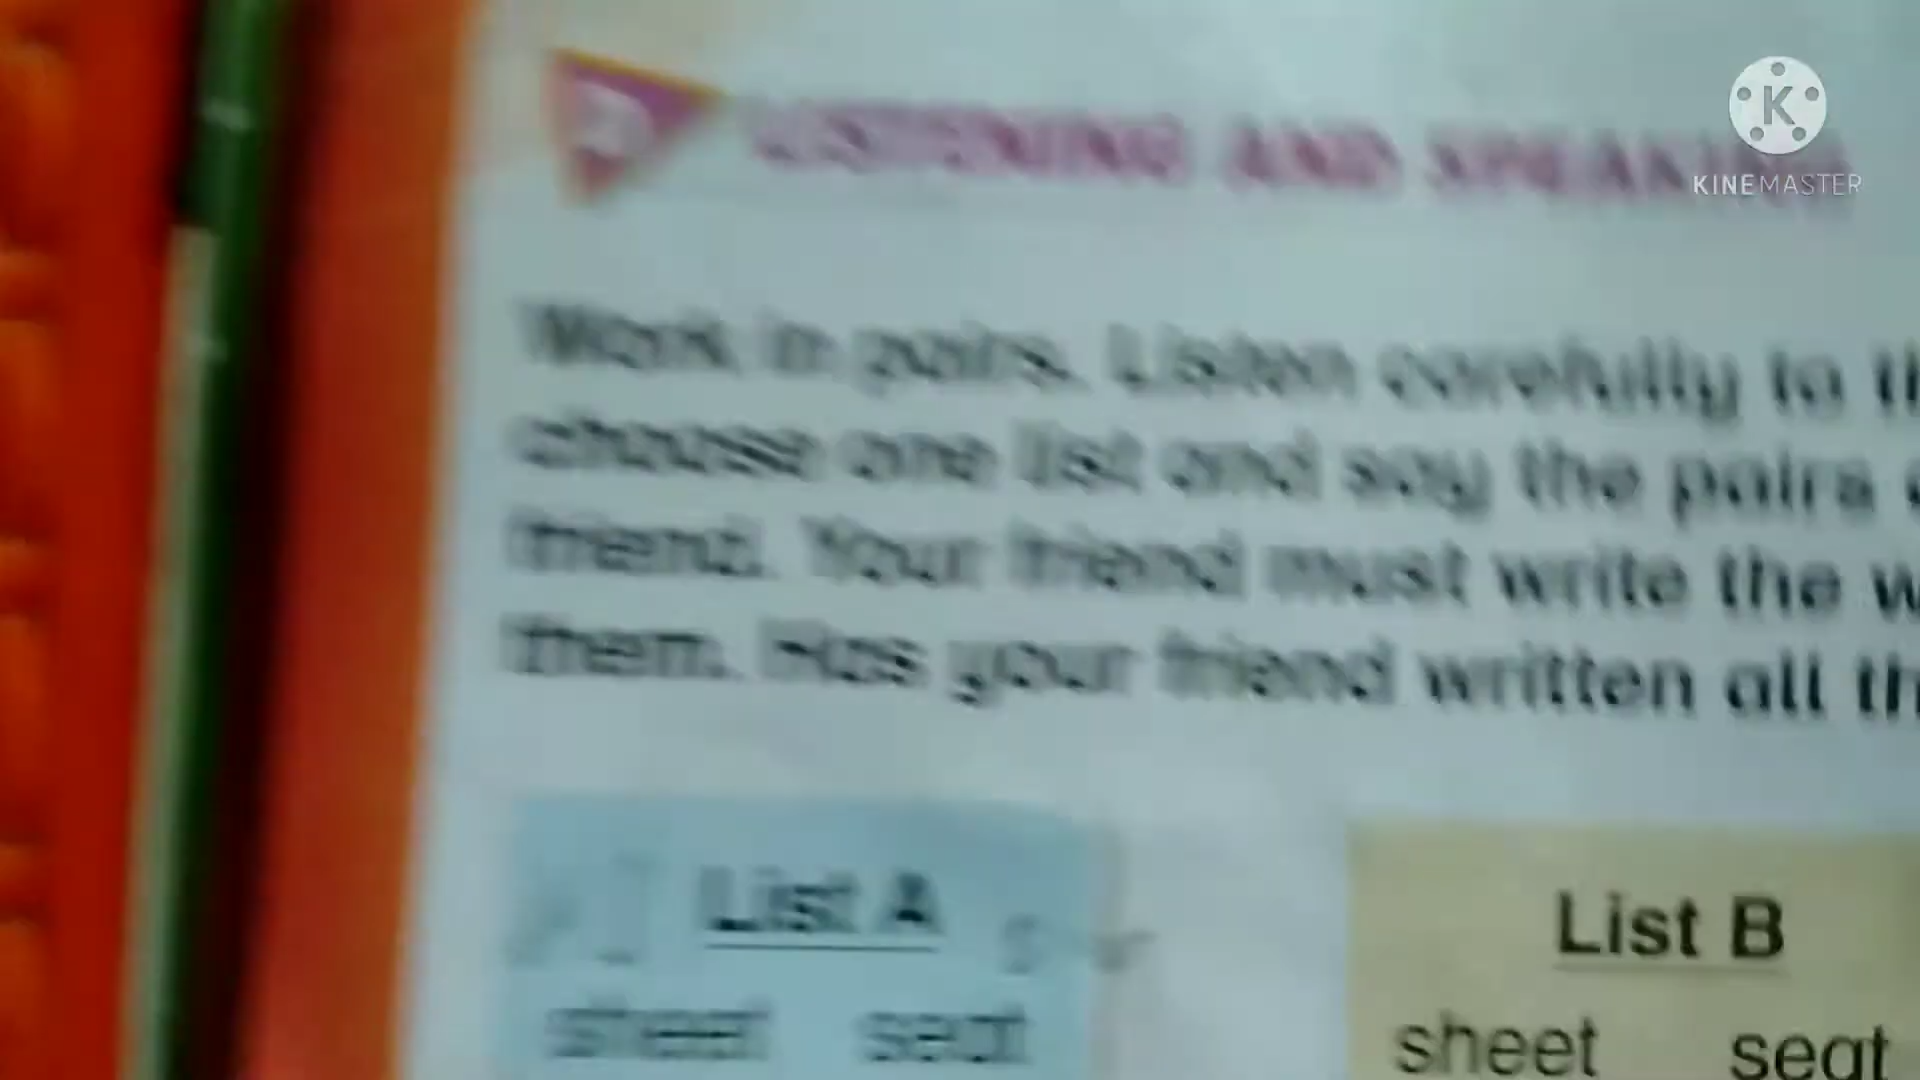 LISTENING AND SPEAKING
K
KINEMASTER
Work in pairs. Listen carefully to
choose one list and say the pairs
friend. Your friend must write the
them. Has your friend written all
List A
List B
sheet seat
sheet seat